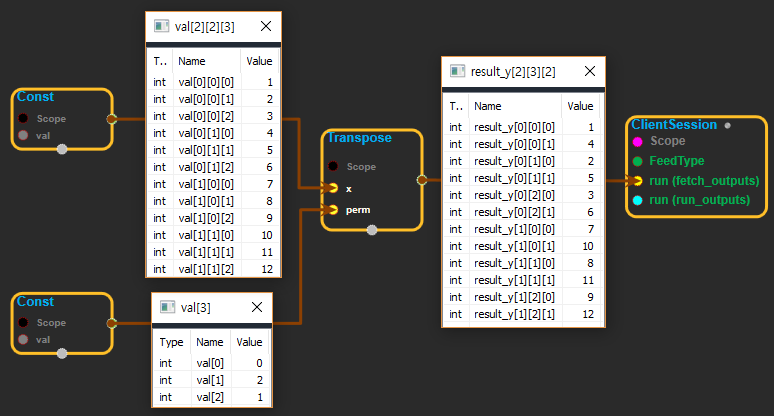 Const
Scope
val
val[2][2][3]
T.. Name Value
int val[0][0][0] 1
int val[0][0][1] 2
int val[0][0][2] 3
int val[0][1][0] 4
int val[0][1][1] 5
int val[0][1][2] 6
int val[1][0][0] 7
int val[1][0][1] 8
int val[1][0][2] 9
int val[1][1][0] 10
int val[1][1][1] 11
int val[1][1][2] 12
Const
Scope
val
val[3]
Type Name Value
int val[0] 0
int val[1] 2
int val[2] 1
Transpose
Scope
x
perm
result_y[2][3][2]
T.. Name Value
int result_y[0][0][0] 1
int result_y[0][0][1] 4
int result_y[0][1][0] 2
int result_y[0][1][1] 5
int result_y[0][2][0] 3
int result_y[0][2][1] 6
int result_y[1][0][0] 7
int result_y[1][0][1] 10
int result_y[1][1][0] 8
int result_y[1][1][1] 11
int result_y[1][2][0] 9
int result_y[1][2][1] 12
ClientSession
Scope
FeedType
run (fetch_outputs)
run (run_outputs)